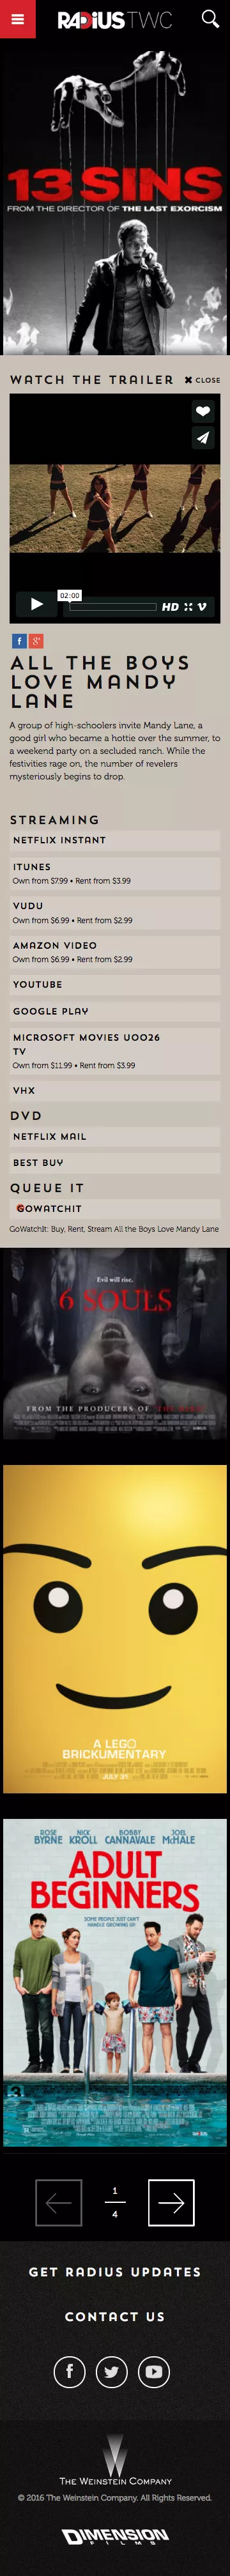 RADiUSTWC
13 SINS
FROM THE DIRECTOR OF THE LAST EXORCISM
WATCH THE TRAILER
✖ CLOSE
02:00
HD
f g+
ALL THE BOYS
LOVE MANDY
LANE
A group of high-schoolers invite Mandy Lane, a
good girl who became a hottie over the summer, to
a weekend party on a secluded ranch. While the
festivities rage on, the number of revelers
mysteriously begins to drop.
STREAMING
NETFLIX INSTANT
ITUNES
Own from $7.99 • Rent from $3.99
VUDU
Own from $6.99 • Rent from $2.99
AMAZON VIDEO
Own from $6.99 • Rent from $2.99
YOUTUBE
GOOGLE PLAY
MICROSOFT MOVIES U0026
TV
Own from $11.99 • Rent from $3.99
VHX
DVD
NETFLIX MAIL
BEST BUY
QUEUE IT
GOWATCHIT
GoWatchIt: Buy, Rent, Stream All the Boys Love Mandy Lane
Evil will rise.
6 SOULS
FROM THE PRODUCERS OF
A LEGO
BRICKUMENTARY
JULY 31
ROSE BYRNE NICK KROLL BOBBY CANNAVALE JOEL McHALE
ADULT
BEGINNERS
SOME PEOPLE JUST CAN'T
HANDLE GROWING UP
1
4
GET RADIUS UPDATES
CONTACT US
THE WEINSTEIN COMPANY
© 2016 The Weinstein Company. All Rights Reserved.
DIMENSION
FILMS